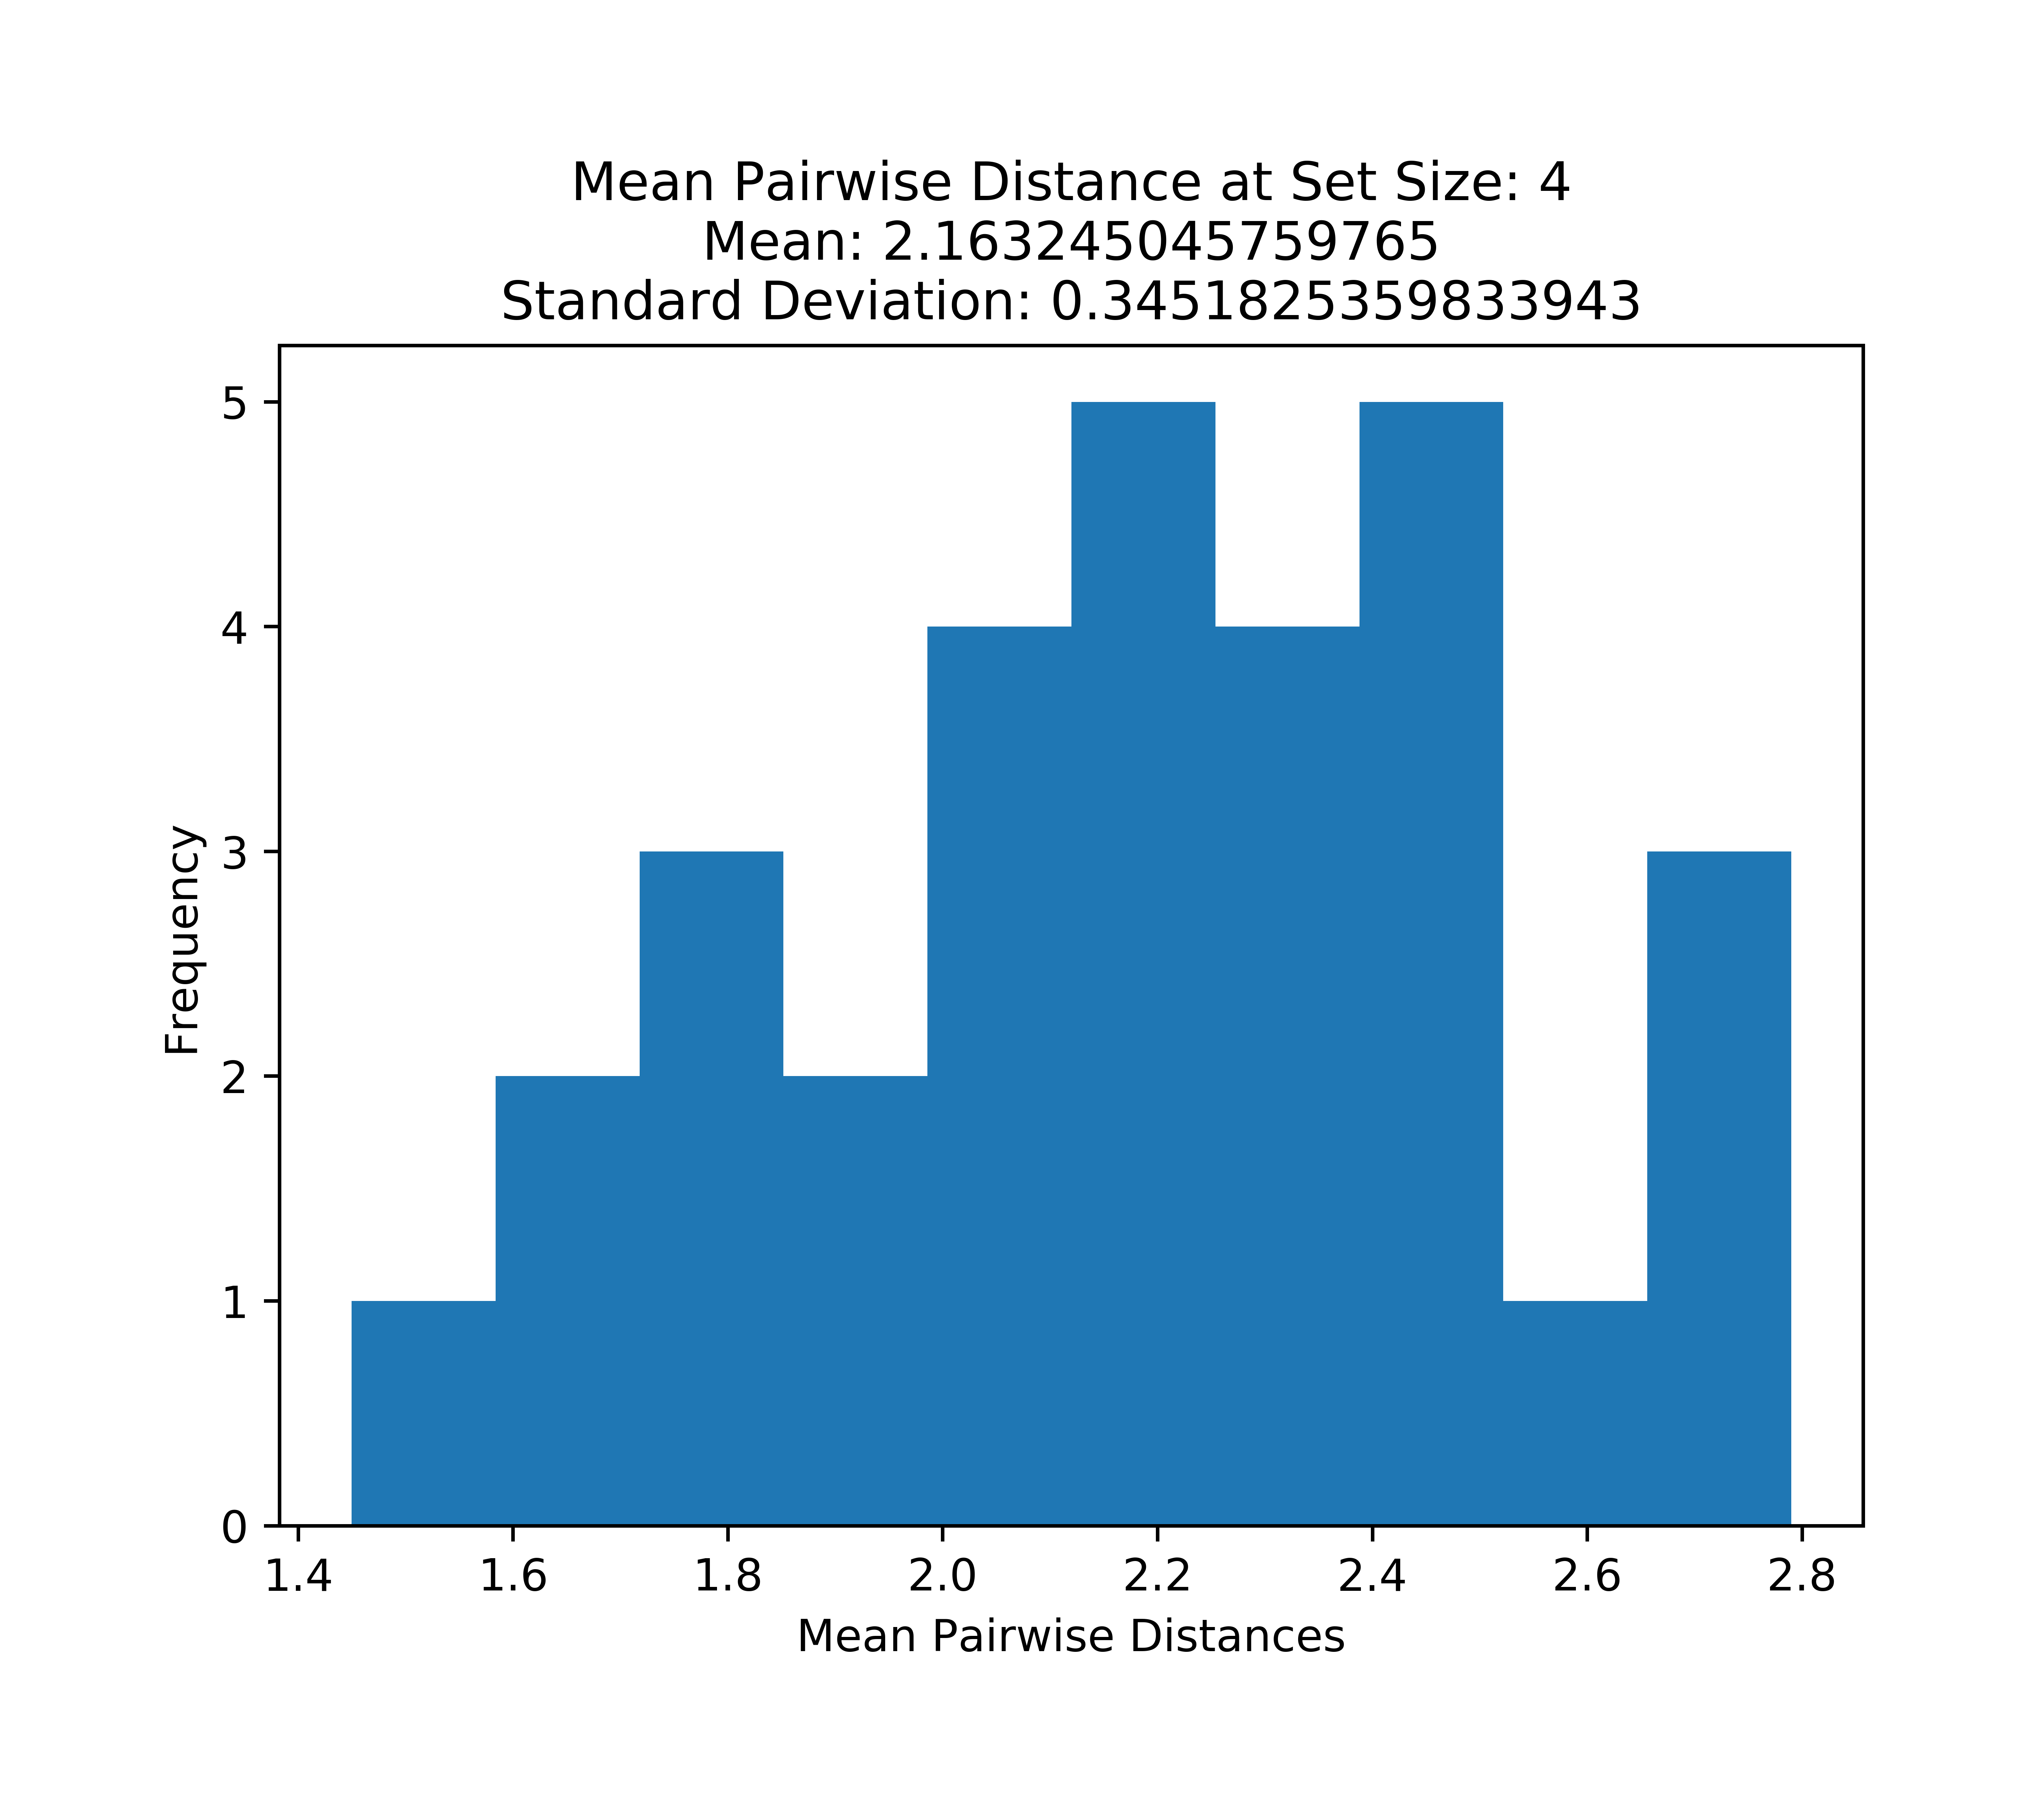 Mean Pairwise Distance at Set Size: 4
Mean: 2.163245045759765
Standard Deviation: 0.3451825359833943
5
4
3
2
1
0
Frequency
1.4 1.6 1.8 2.0 2.2 2.4 2.6 2.8
Mean Pairwise Distances